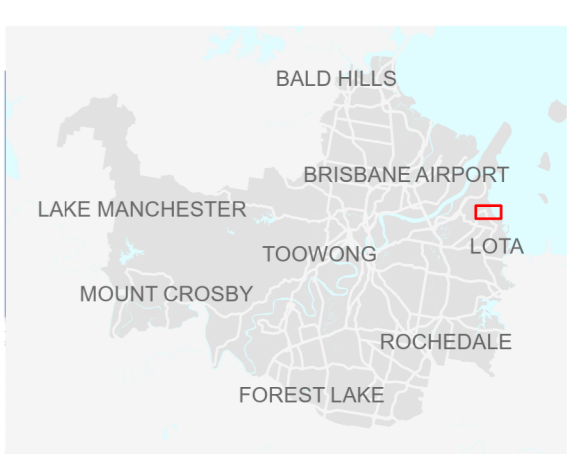 BALD HILLS
BRISBANE AIRPORT
LAKE MANCHESTER
TOOWONG
LOTA
MOUNT CROSBY
ROCHEDALE
FOREST LAKE